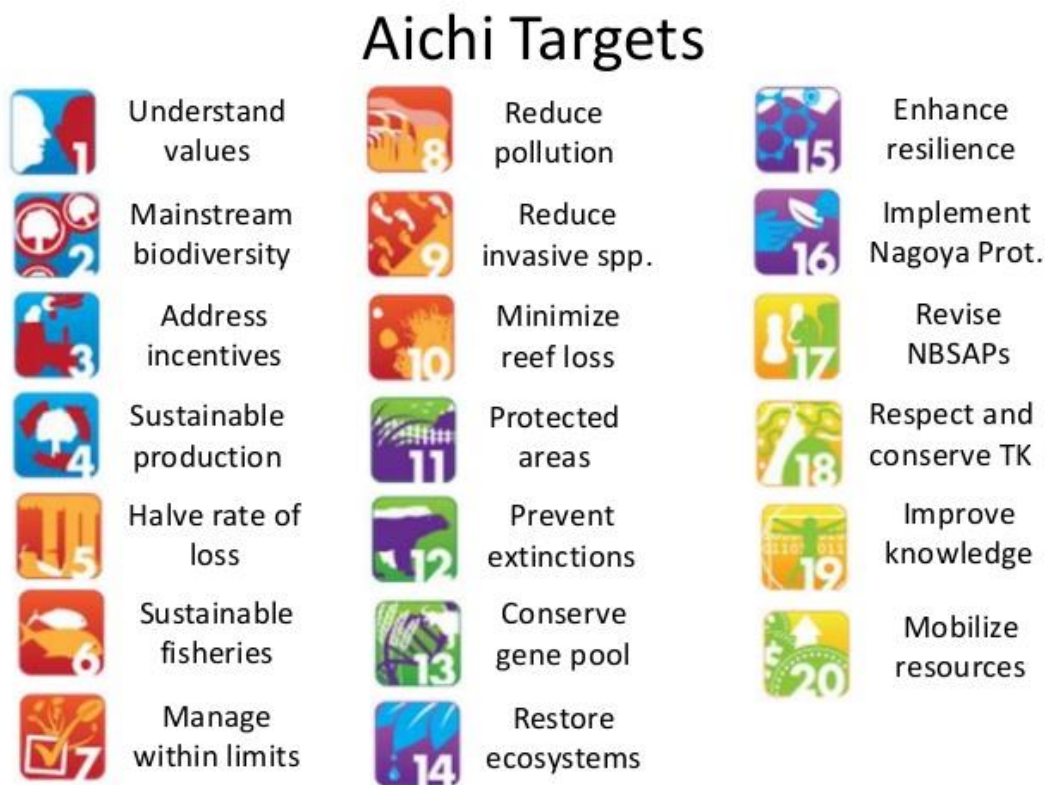 Aichi Targets
1
Understand
values
2
Mainstream
biodiversity
3
Address
incentives
4
Sustainable
production
5
Halve rate of
loss
6
Sustainable
fisheries
7
Manage
within limits
8
Reduce
pollution
9
Reduce
invasive spp.
10
Minimize
reef loss
11
Protected
areas
12
Prevent
extinctions
13
Conserve
gene pool
14
Restore
ecosystems
15
Enhance
resilience
16
Implement
Nagoya Prot.
17
Revise
NBSAPs
18
Respect and
conserve TK
19
Improve
knowledge
20
Mobilize
resources